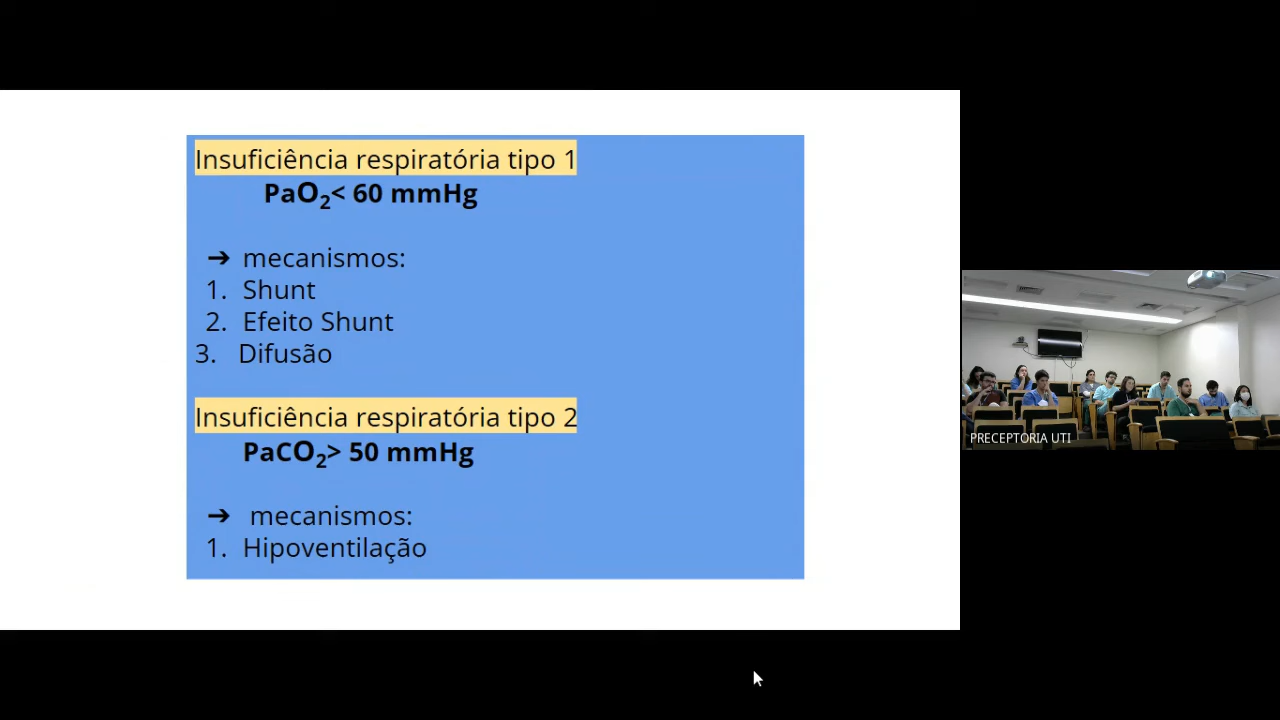 Insuficiência respiratória tipo 1
PaO₂< 60 mmHg
➔ mecanismos:
1. Shunt
2. Efeito Shunt
3. Difusão
Insuficiência respiratória tipo 2
PaCO₂> 50 mmHg
➔ mecanismos:
1. Hipoventilação
PRECEPTORIA UTI